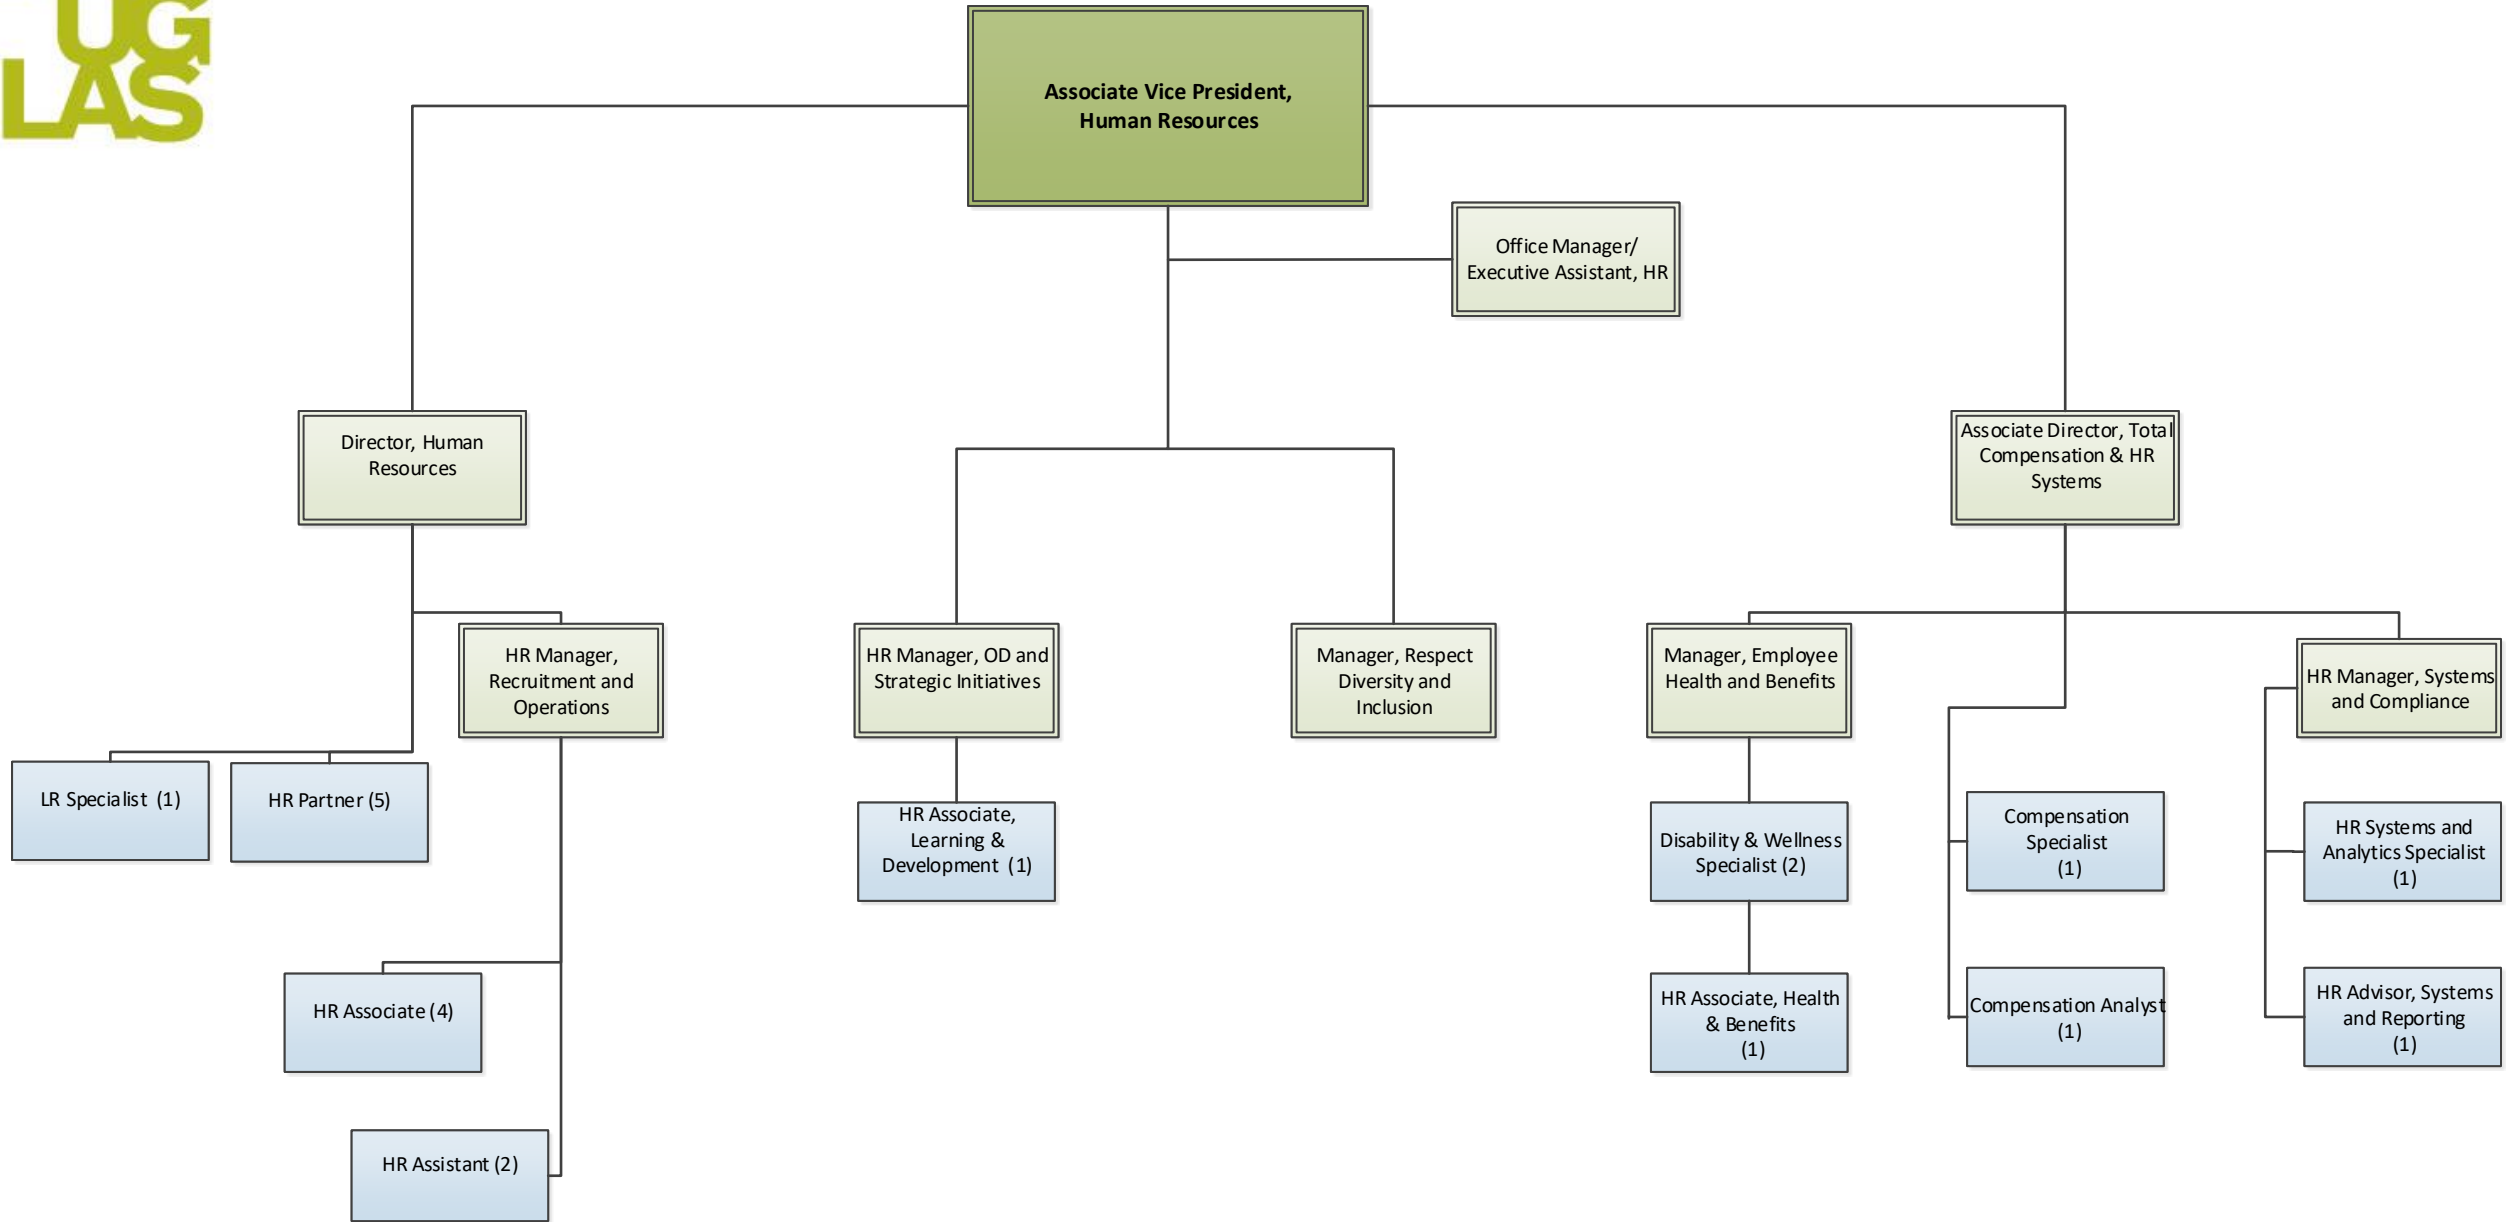 UG
LAS
Associate Vice President,
Human Resources
Office Manager/
Executive Assistant, HR
Director, Human
Resources
Associate Director, Total
Compensation & HR
Systems
HR Manager,
Recruitment and
Operations
HR Manager, OD and
Strategic Initiatives
Manager, Respect
Diversity and
Inclusion
Manager, Employee
Health and Benefits
HR Manager, Systems
and Compliance
LR Specialist (1)
HR Partner (5)
HR Associate,
Learning &
Development (1)
Disability & Wellness
Specialist (2)
Compensation
Specialist
(1)
HR Systems and
Analytics Specialist
(1)
HR Associate (4)
HR Associate, Health
& Benefits
(1)
Compensation Analyst
(1)
HR Advisor, Systems
and Reporting
(1)
HR Assistant (2)